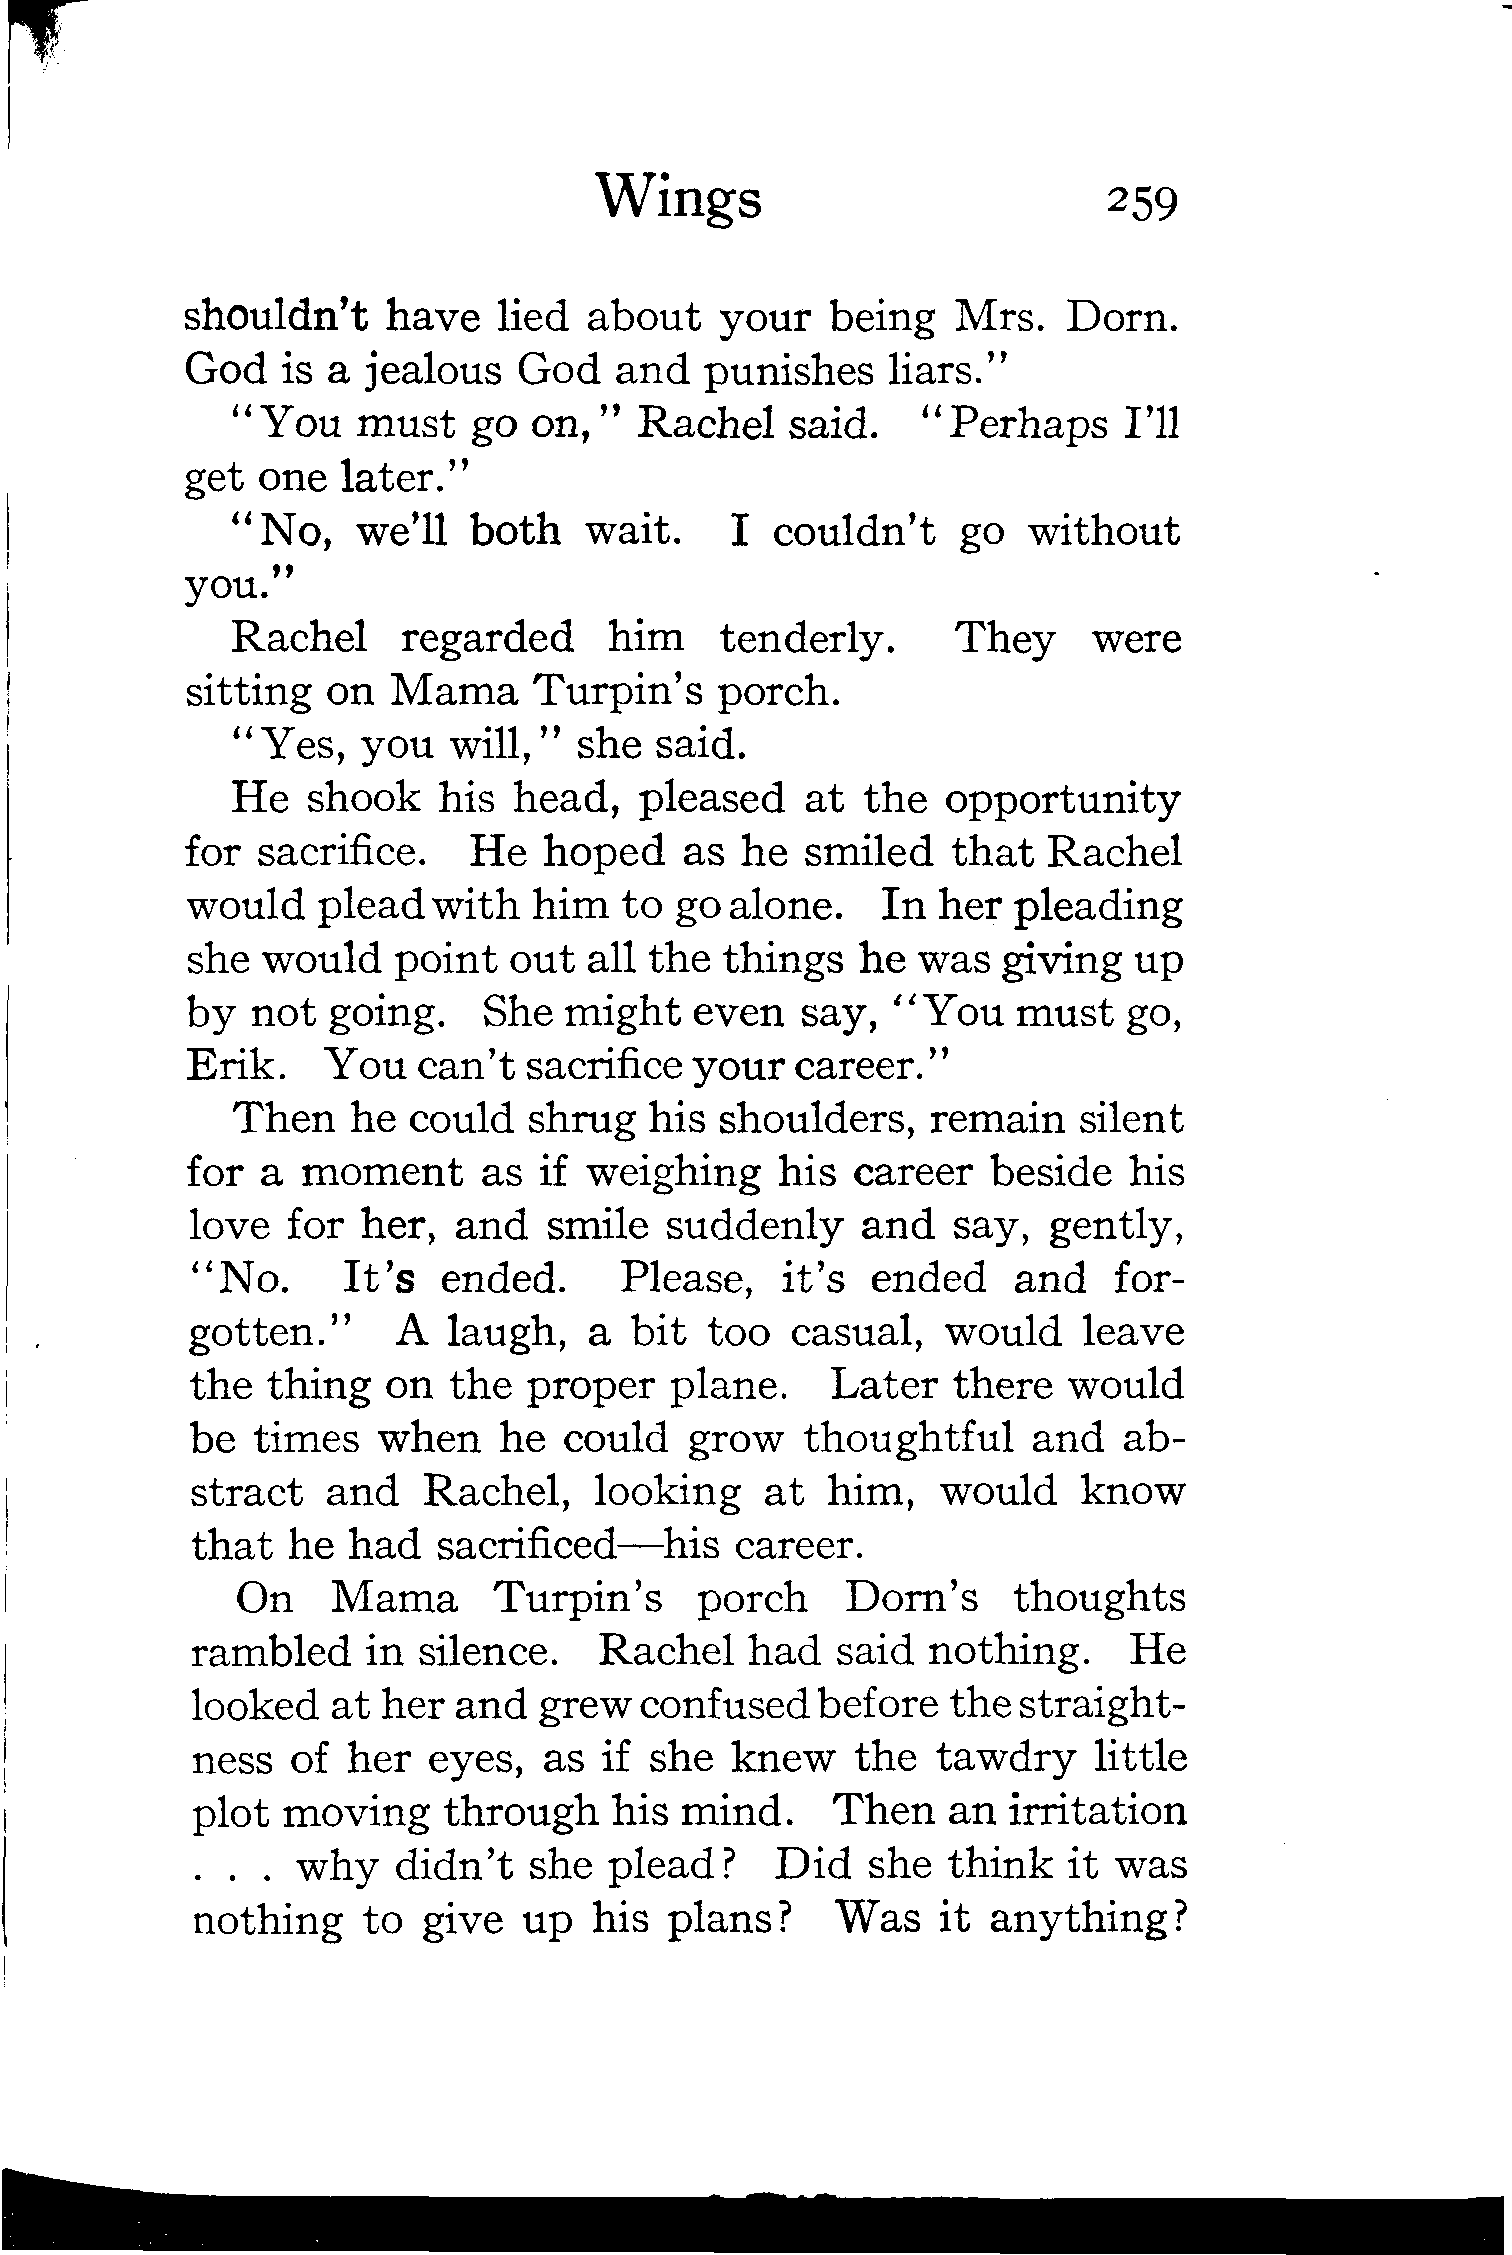 Wings 259
shouldn't have lied about your being Mrs. Dorn.
God is a jealous God and punishes liars."
"You must go on," Rachel said. "Perhaps I'll
get one later."
"No, we'll both wait. I couldn't go without
you."
Rachel regarded him tenderly. They were
sitting on Mama Turpin's porch.
"Yes, you will," she said.
He shook his head, pleased at the opportunity
for sacrifice. He hoped as he smiled that Rachel
would plead with him to go alone. In her pleading
she would point out all the things he was giving up
by not going. She might even say, "You must go,
Erik. You can't sacrifice your career."
Then he could shrug his shoulders, remain silent
for a moment as if weighing his career beside his
love for her, and smile suddenly and say, gently,
"No. It's ended. Please, it's ended and for-
gotten." A laugh, a bit too casual, would leave
the thing on the proper plane. Later there would
be times when he could grow thoughtful and ab-
stract and Rachel, looking at him, would know
that he had sacrificed—his career.
On Mama Turpin's porch Dorn's thoughts
rambled in silence. Rachel had said nothing. He
looked at her and grew confused before the straight-
ness of her eyes, as if she knew the tawdry little
plot moving through his mind. Then an irritation
. . . why didn't she plead? Did she think it was
nothing to give up his plans? Was it anything?